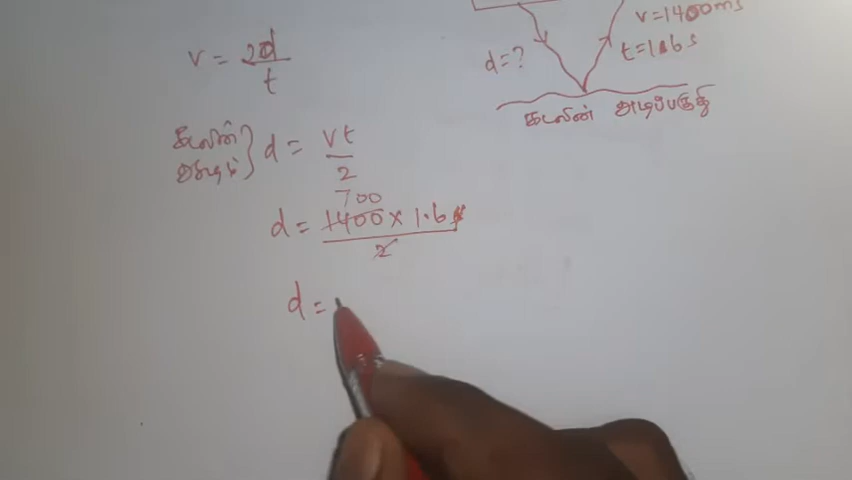 v = 1400ms
t = 1.6s
d = ?
v = 2d/t
கடலின் அடிப்பகுதி
கடலின் ஆழம் } d = vt/2
700
d = 1400 × 1.6/2
d =